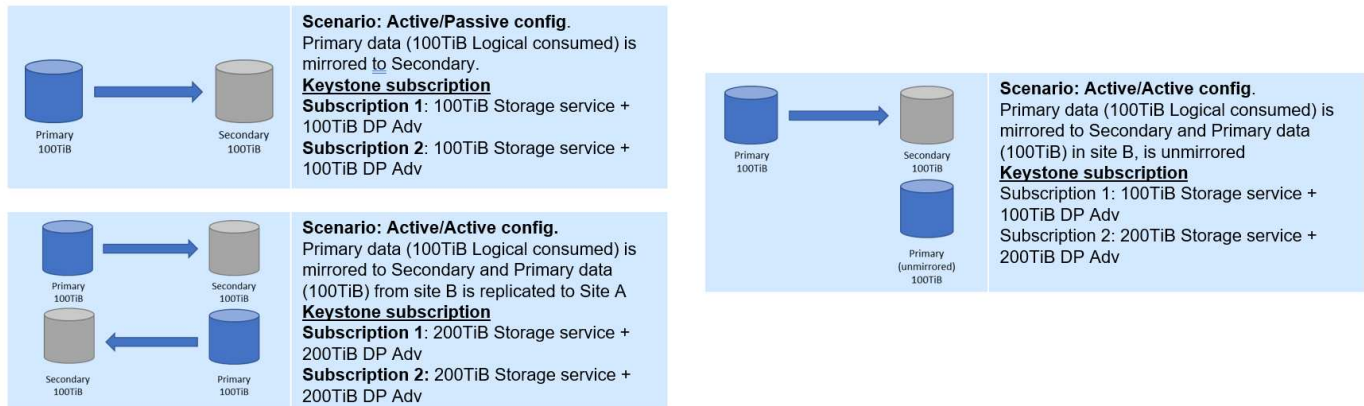 Primary
100TiB
Secondary
100TiB
Scenario: Active/Passive config.
Primary data (100TiB Logical consumed) is
mirrored to Secondary.
Keystone subscription
Subscription 1: 100TiB Storage service +
100TiB DP Adv
Subscription 2: 100TiB Storage service +
100TiB DP Adv
Primary
100TiB
Secondary
100TiB
Secondary
100TiB
Primary
100TiB
Scenario: Active/Active config.
Primary data (100TiB Logical consumed) is
mirrored to Secondary and Primary data
(100TiB) from site B is replicated to Site A
Keystone subscription
Subscription 1: 200TiB Storage service +
200TiB DP Adv
Subscription 2: 200TiB Storage service +
200TiB DP Adv
Primary
100TiB
Secondary
100TiB
Primary
(unmirrored)
100TiB
Scenario: Active/Active config.
Primary data (100TiB Logical consumed) is
mirrored to Secondary and Primary data
(100TiB) in site B, is unmirrored
Keystone subscription
Subscription 1: 100TiB Storage service +
100TiB DP Adv
Subscription 2: 200TiB Storage service +
200TiB DP Adv